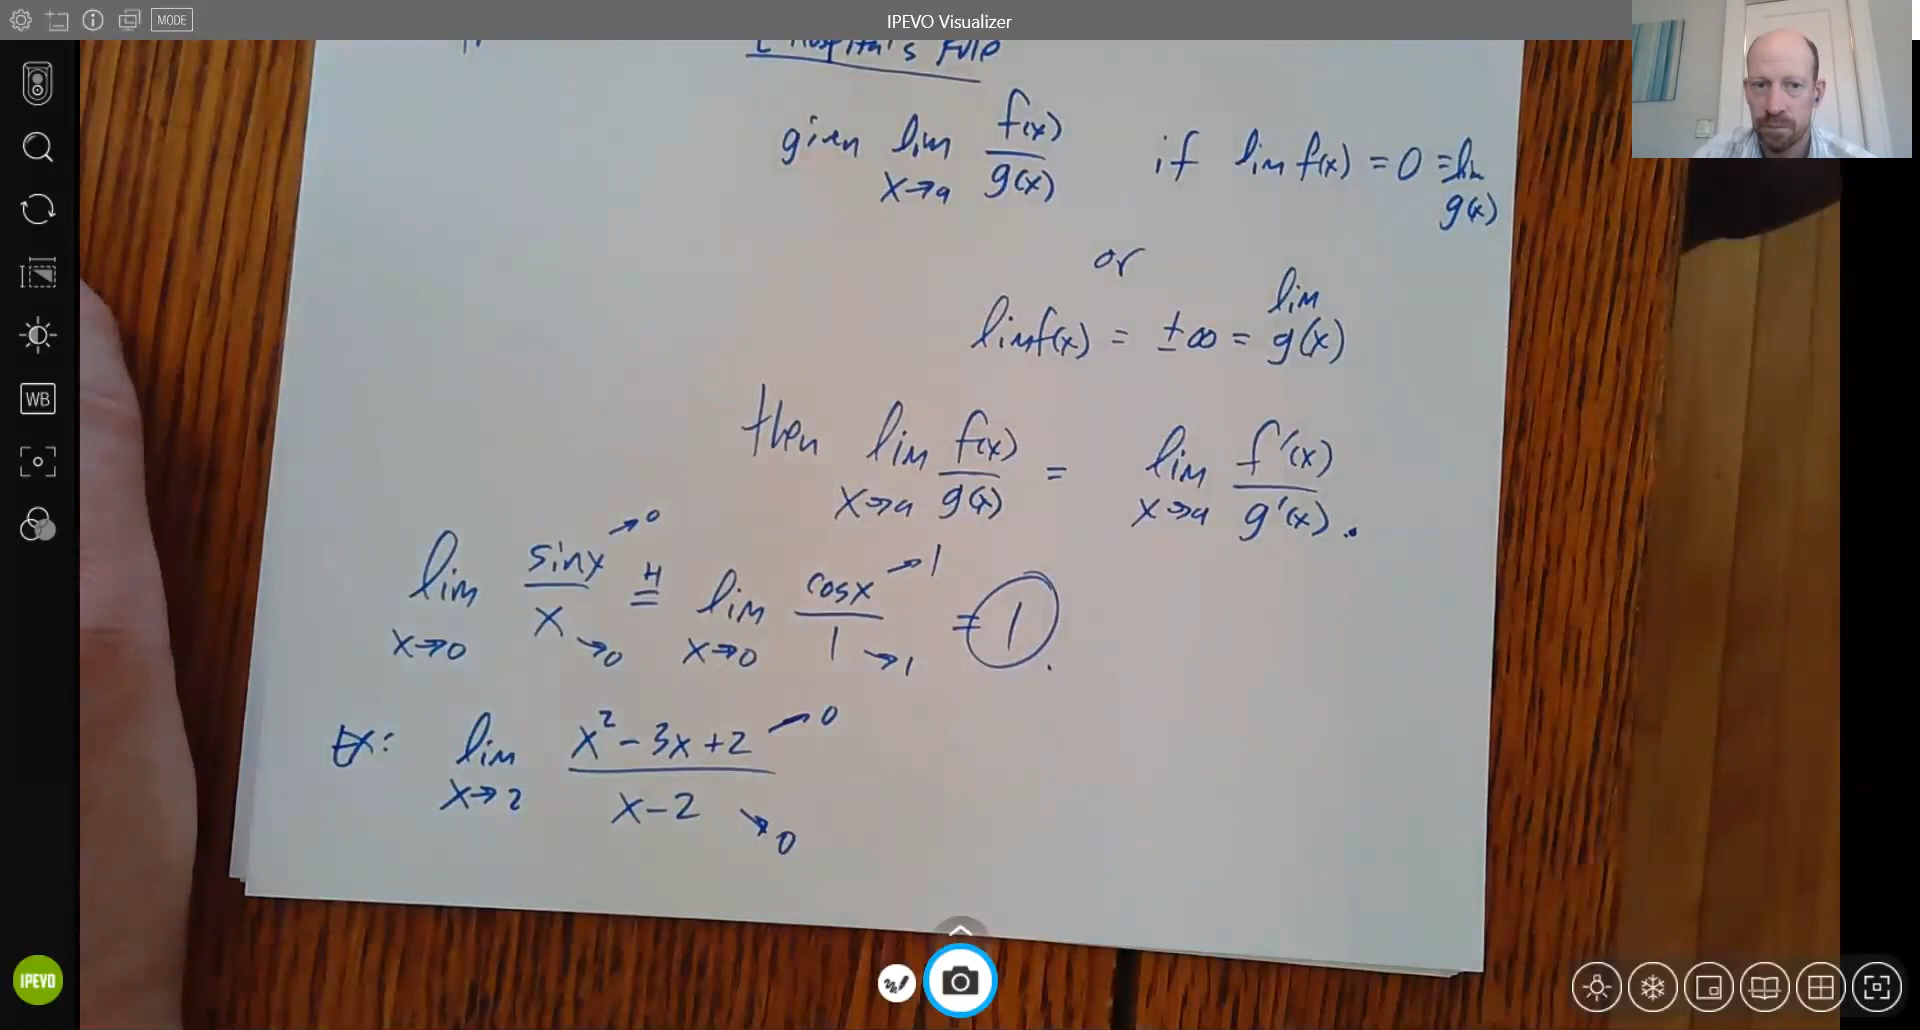 MODE
IPEVO Visualizer
L'Hospital's rule
given lim x→a f(x)/g(x) if lim f(x) = 0 = lim g(x)
or
lim f(x) = ±∞ = lim g(x)
then lim x→a f(x)/g(x) = lim x→a f'(x)/g'(x).
lim x→0 sinx→0 / x→0 H= lim x→0 cosx→1 / 1→1 = 1.
Ex: lim x→2 x²-3x+2→0 / x-2→0
WB
IPEVO